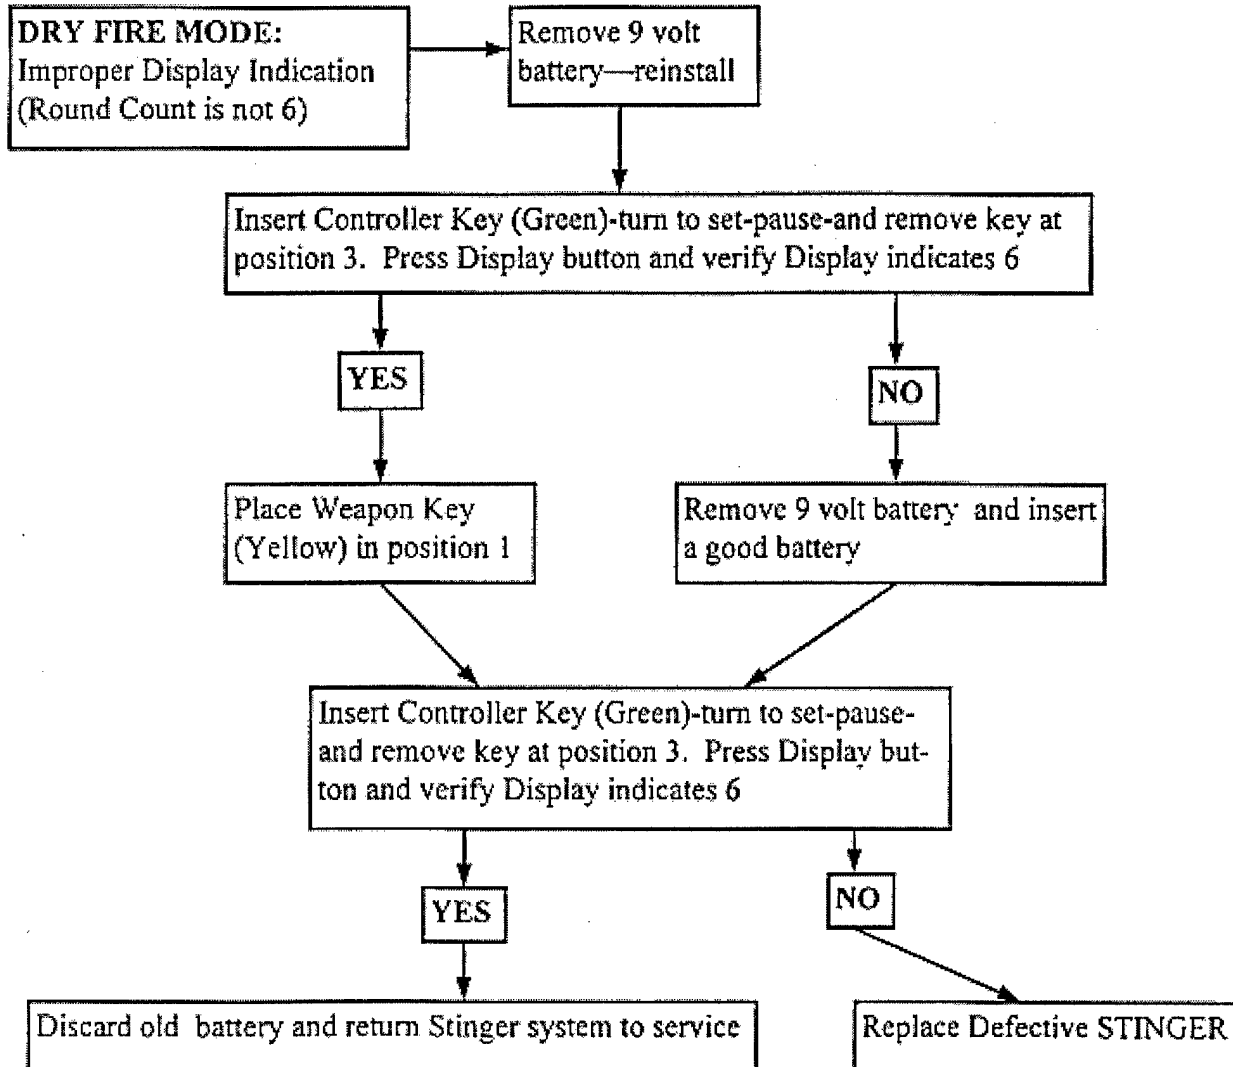 DRY FIRE MODE:
Improper Display Indication
(Round Count is not 6)
Remove 9 volt
battery—reinstall
Insert Controller Key (Green)-turn to set-pause-and remove key at
position 3. Press Display button and verify Display indicates 6
YES
NO
Place Weapon Key
(Yellow) in position 1
Remove 9 volt battery and insert
a good battery
Insert Controller Key (Green)-turn to set-pause-
and remove key at position 3. Press Display but-
ton and verify Display indicates 6
YES
NO
Discard old battery and return Stinger system to service
Replace Defective STINGER